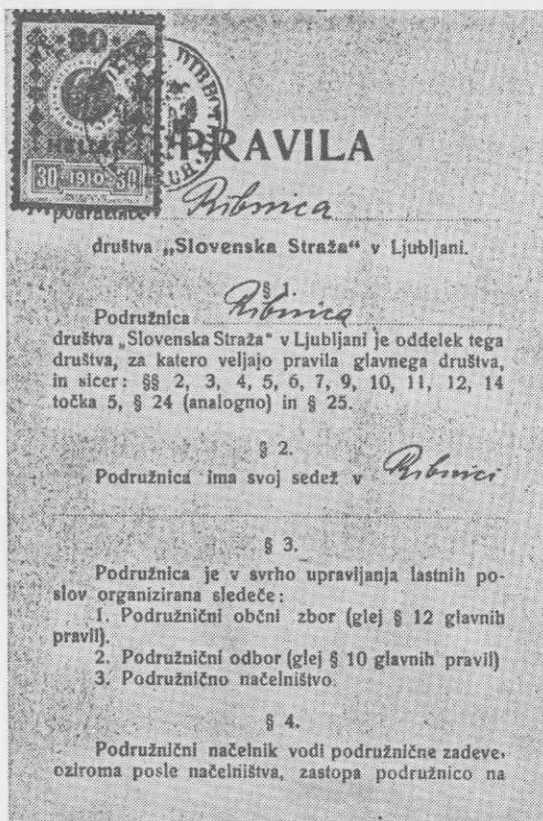 30
HELLER
30 1910 30
PRAVILA
podružnice Ribnica
društva „Slovenska Straža“ v Ljubljani.
§ 1.
Podružnica Ribnica
društva „Slovenska Straža“ v Ljubljani je oddelek tega
društva, za katero veljajo pravila glavnega društva,
in sicer: §§ 2, 3, 4, 5, 6, 7, 9, 10, 11, 12, 14
točka 5, § 24 (analogno) in § 25.
§ 2.
Podružnica ima svoj sedež v Ribnici
§ 3.
Podružnica je v svrho upravljanja lastnih po-
slov organizirana sledeče:
1. Podružnični občni zbor (glej § 12 glavnih
pravil).
2. Podružnični odbor (glej § 10 glavnih pravil)
3. Podružnično načelništvo.
§ 4.
Podružnični načelnik vodi podružnične zadeve,
oziroma posle načelništva, zastopa podružnico na